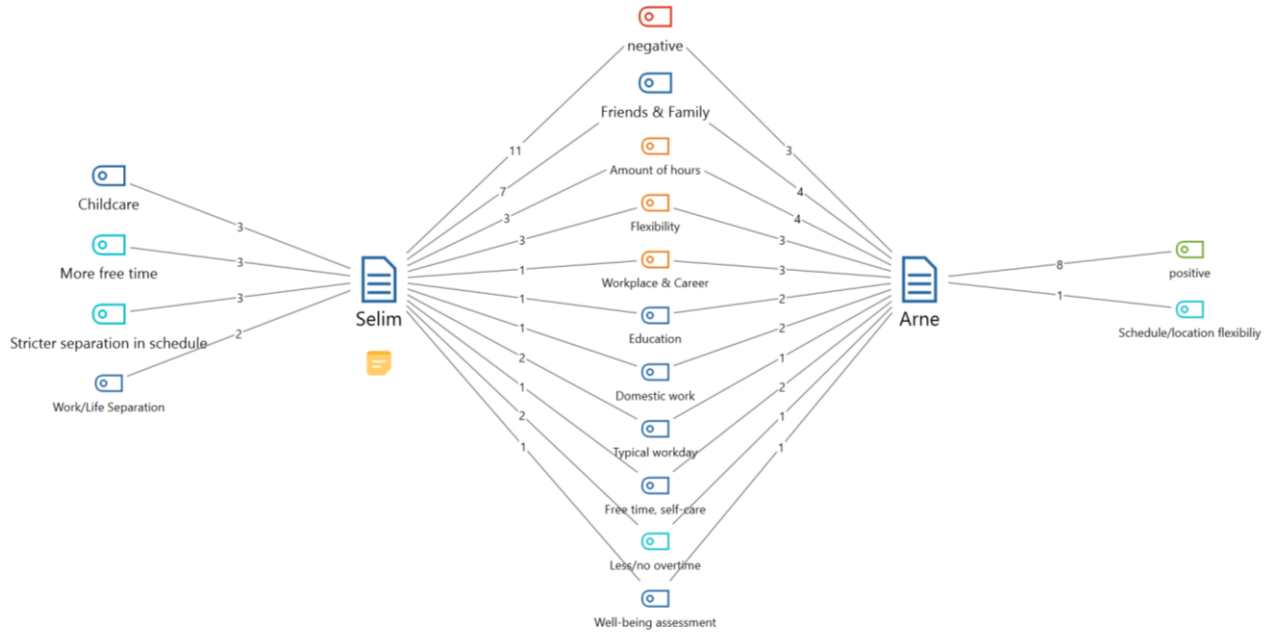 negative
Friends & Family
11
3
Amount of hours
7
4
Childcare
3
Flexibility
3
4
3
3
positive
8
More free time
3
1
Workplace & Career
3
Selim
Arne
1
Schedule/location flexibiliy
Stricter separation in schedule
3
1
Education
2
2
1
Domestic work
2
Work/Life Separation
2
Typical workday
1
1
Free time, self-care
2
2
Less/no overtime
1
1
Well-being assessment
1